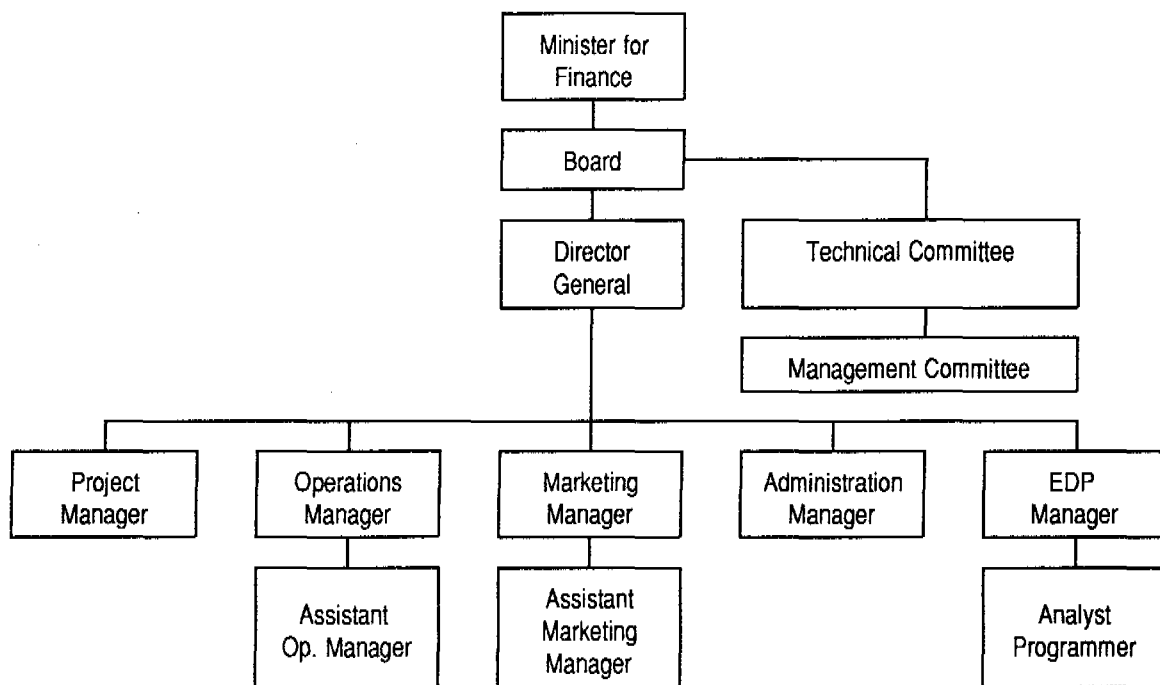 Minister for
Finance
Board
Director
General
Technical Committee
Management Committee
Project
Manager
Operations
Manager
Marketing
Manager
Administration
Manager
EDP
Manager
Assistant
Op. Manager
Assistant
Marketing
Manager
Analyst
Programmer